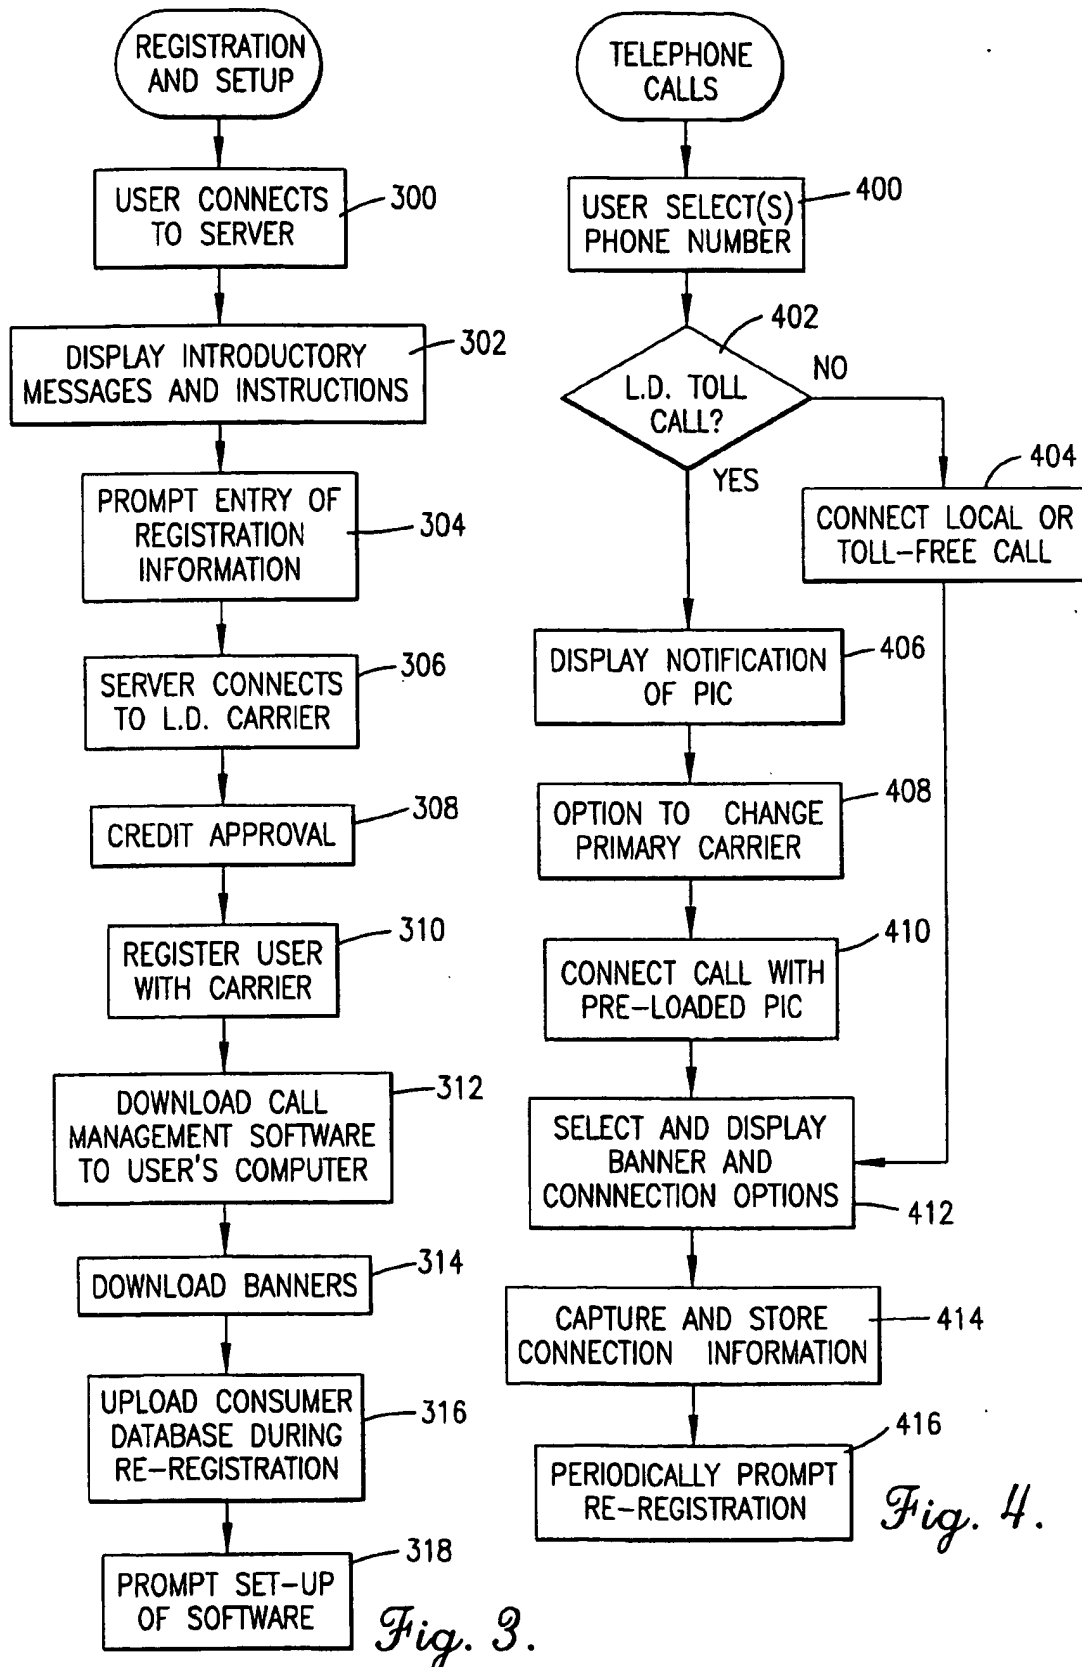 REGISTRATION
AND SETUP
USER CONNECTS
TO SERVER
300
DISPLAY INTRODUCTORY
MESSAGES AND INSTRUCTIONS
302
PROMPT ENTRY OF
REGISTRATION
INFORMATION
304
SERVER CONNECTS
TO L.D. CARRIER
306
CREDIT APPROVAL
308
REGISTER USER
WITH CARRIER
310
DOWNLOAD CALL
MANAGEMENT SOFTWARE
TO USER'S COMPUTER
312
DOWNLOAD BANNERS
314
UPLOAD CONSUMER
DATABASE DURING
RE-REGISTRATION
316
PROMPT SET-UP
OF SOFTWARE
318
Fig. 3.
TELEPHONE
CALLS
USER SELECT(S)
PHONE NUMBER
400
L.D. TOLL
CALL?
402
NO
YES
CONNECT LOCAL OR
TOLL-FREE CALL
404
DISPLAY NOTIFICATION
OF PIC
406
OPTION TO CHANGE
PRIMARY CARRIER
408
CONNECT CALL WITH
PRE-LOADED PIC
410
SELECT AND DISPLAY
BANNER AND
CONNNECTION OPTIONS
412
CAPTURE AND STORE
CONNECTION INFORMATION
414
PERIODICALLY PROMPT
RE-REGISTRATION
416
Fig. 4.